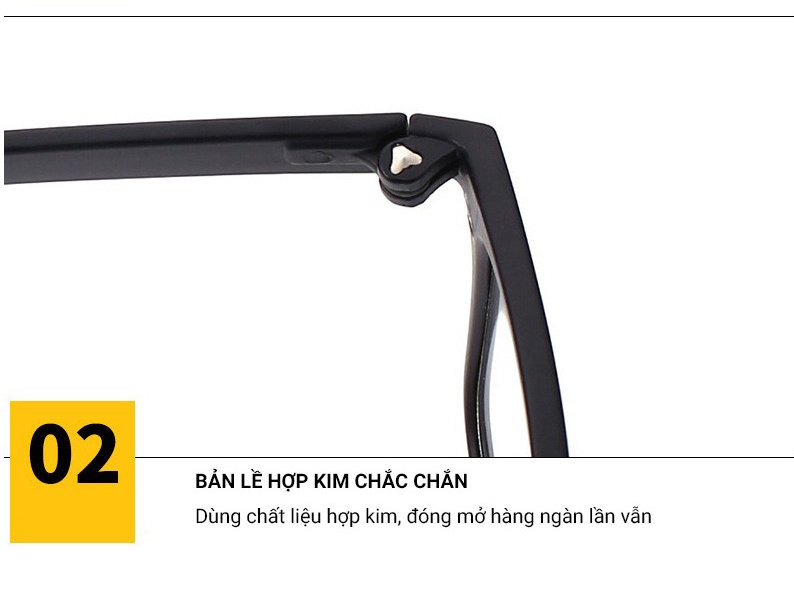 02
BẢN LỀ HỢP KIM CHẮC CHẮN
Dùng chất liệu hợp kim, đóng mở hàng ngàn lần vẫn